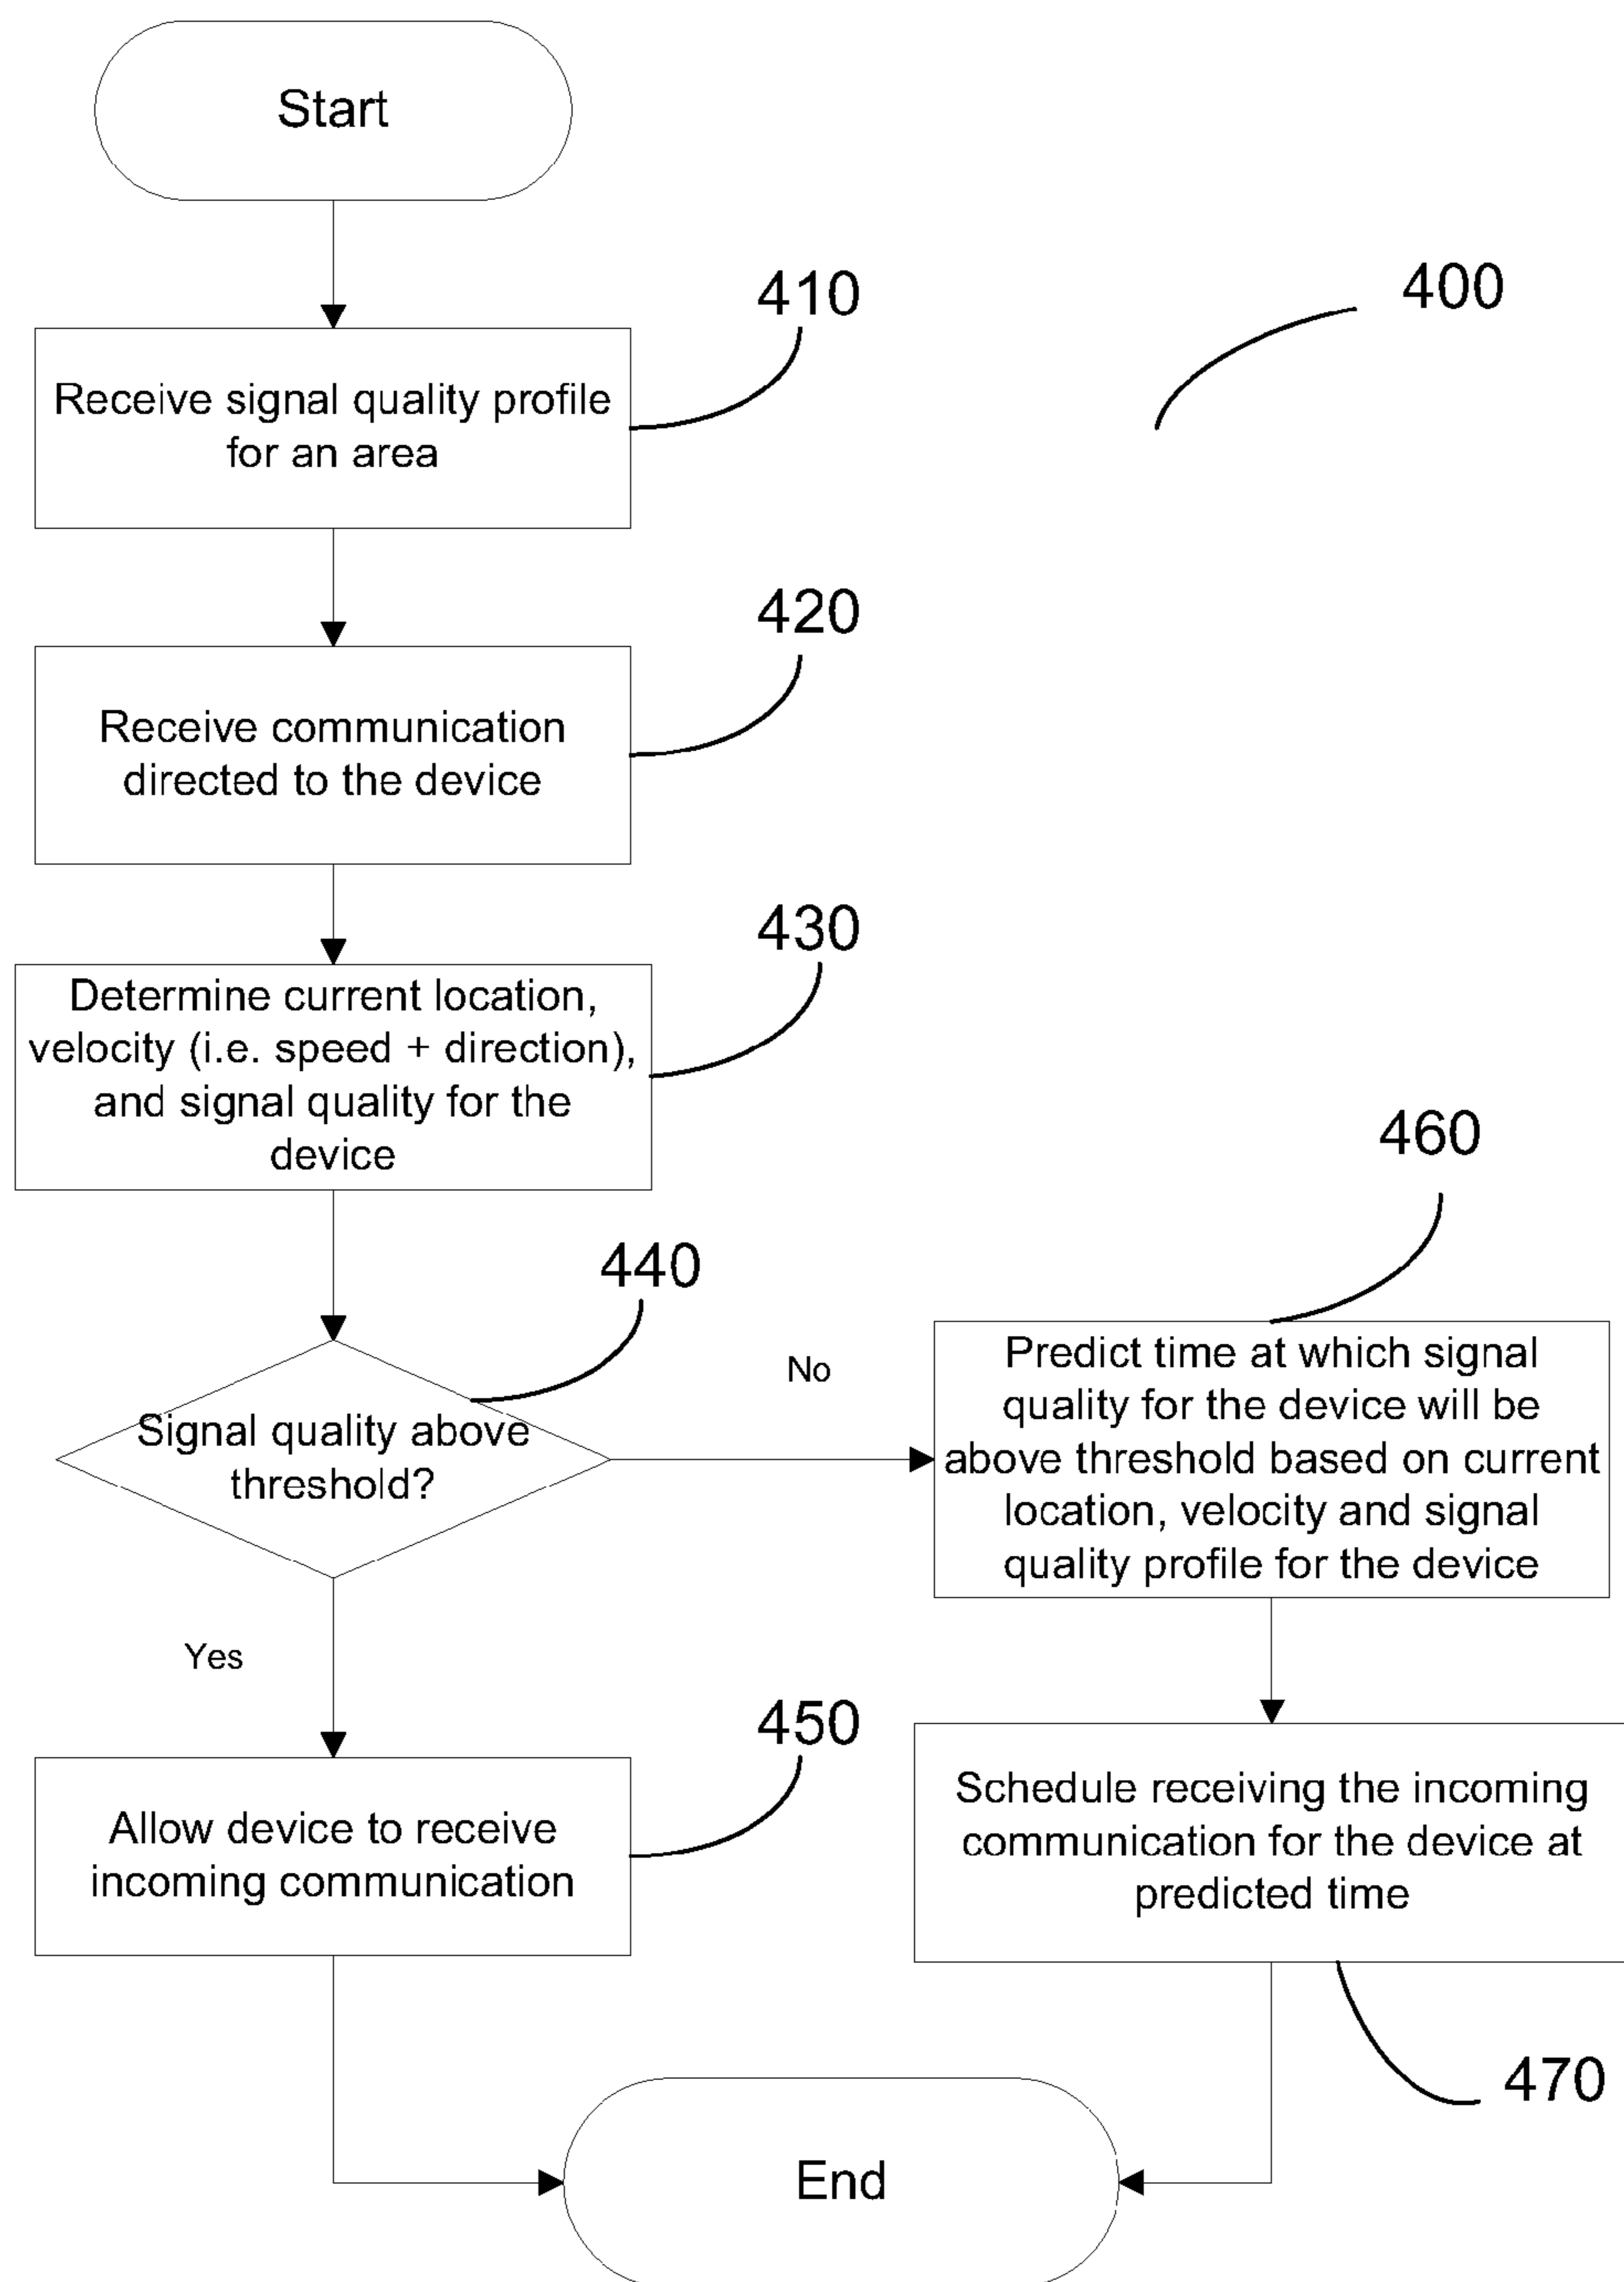 Start
410
400
Receive signal quality profile
for an area
420
Receive communication
directed to the device
430
Determine current location,
velocity (i.e. speed + direction),
and signal quality for the
device
440
Signal quality above
threshold?
No
460
Predict time at which signal
quality for the device will be
above threshold based on current
location, velocity and signal
quality profile for the device
Yes
450
Allow device to receive
incoming communication
Schedule receiving the incoming
communication for the device at
predicted time
470
End